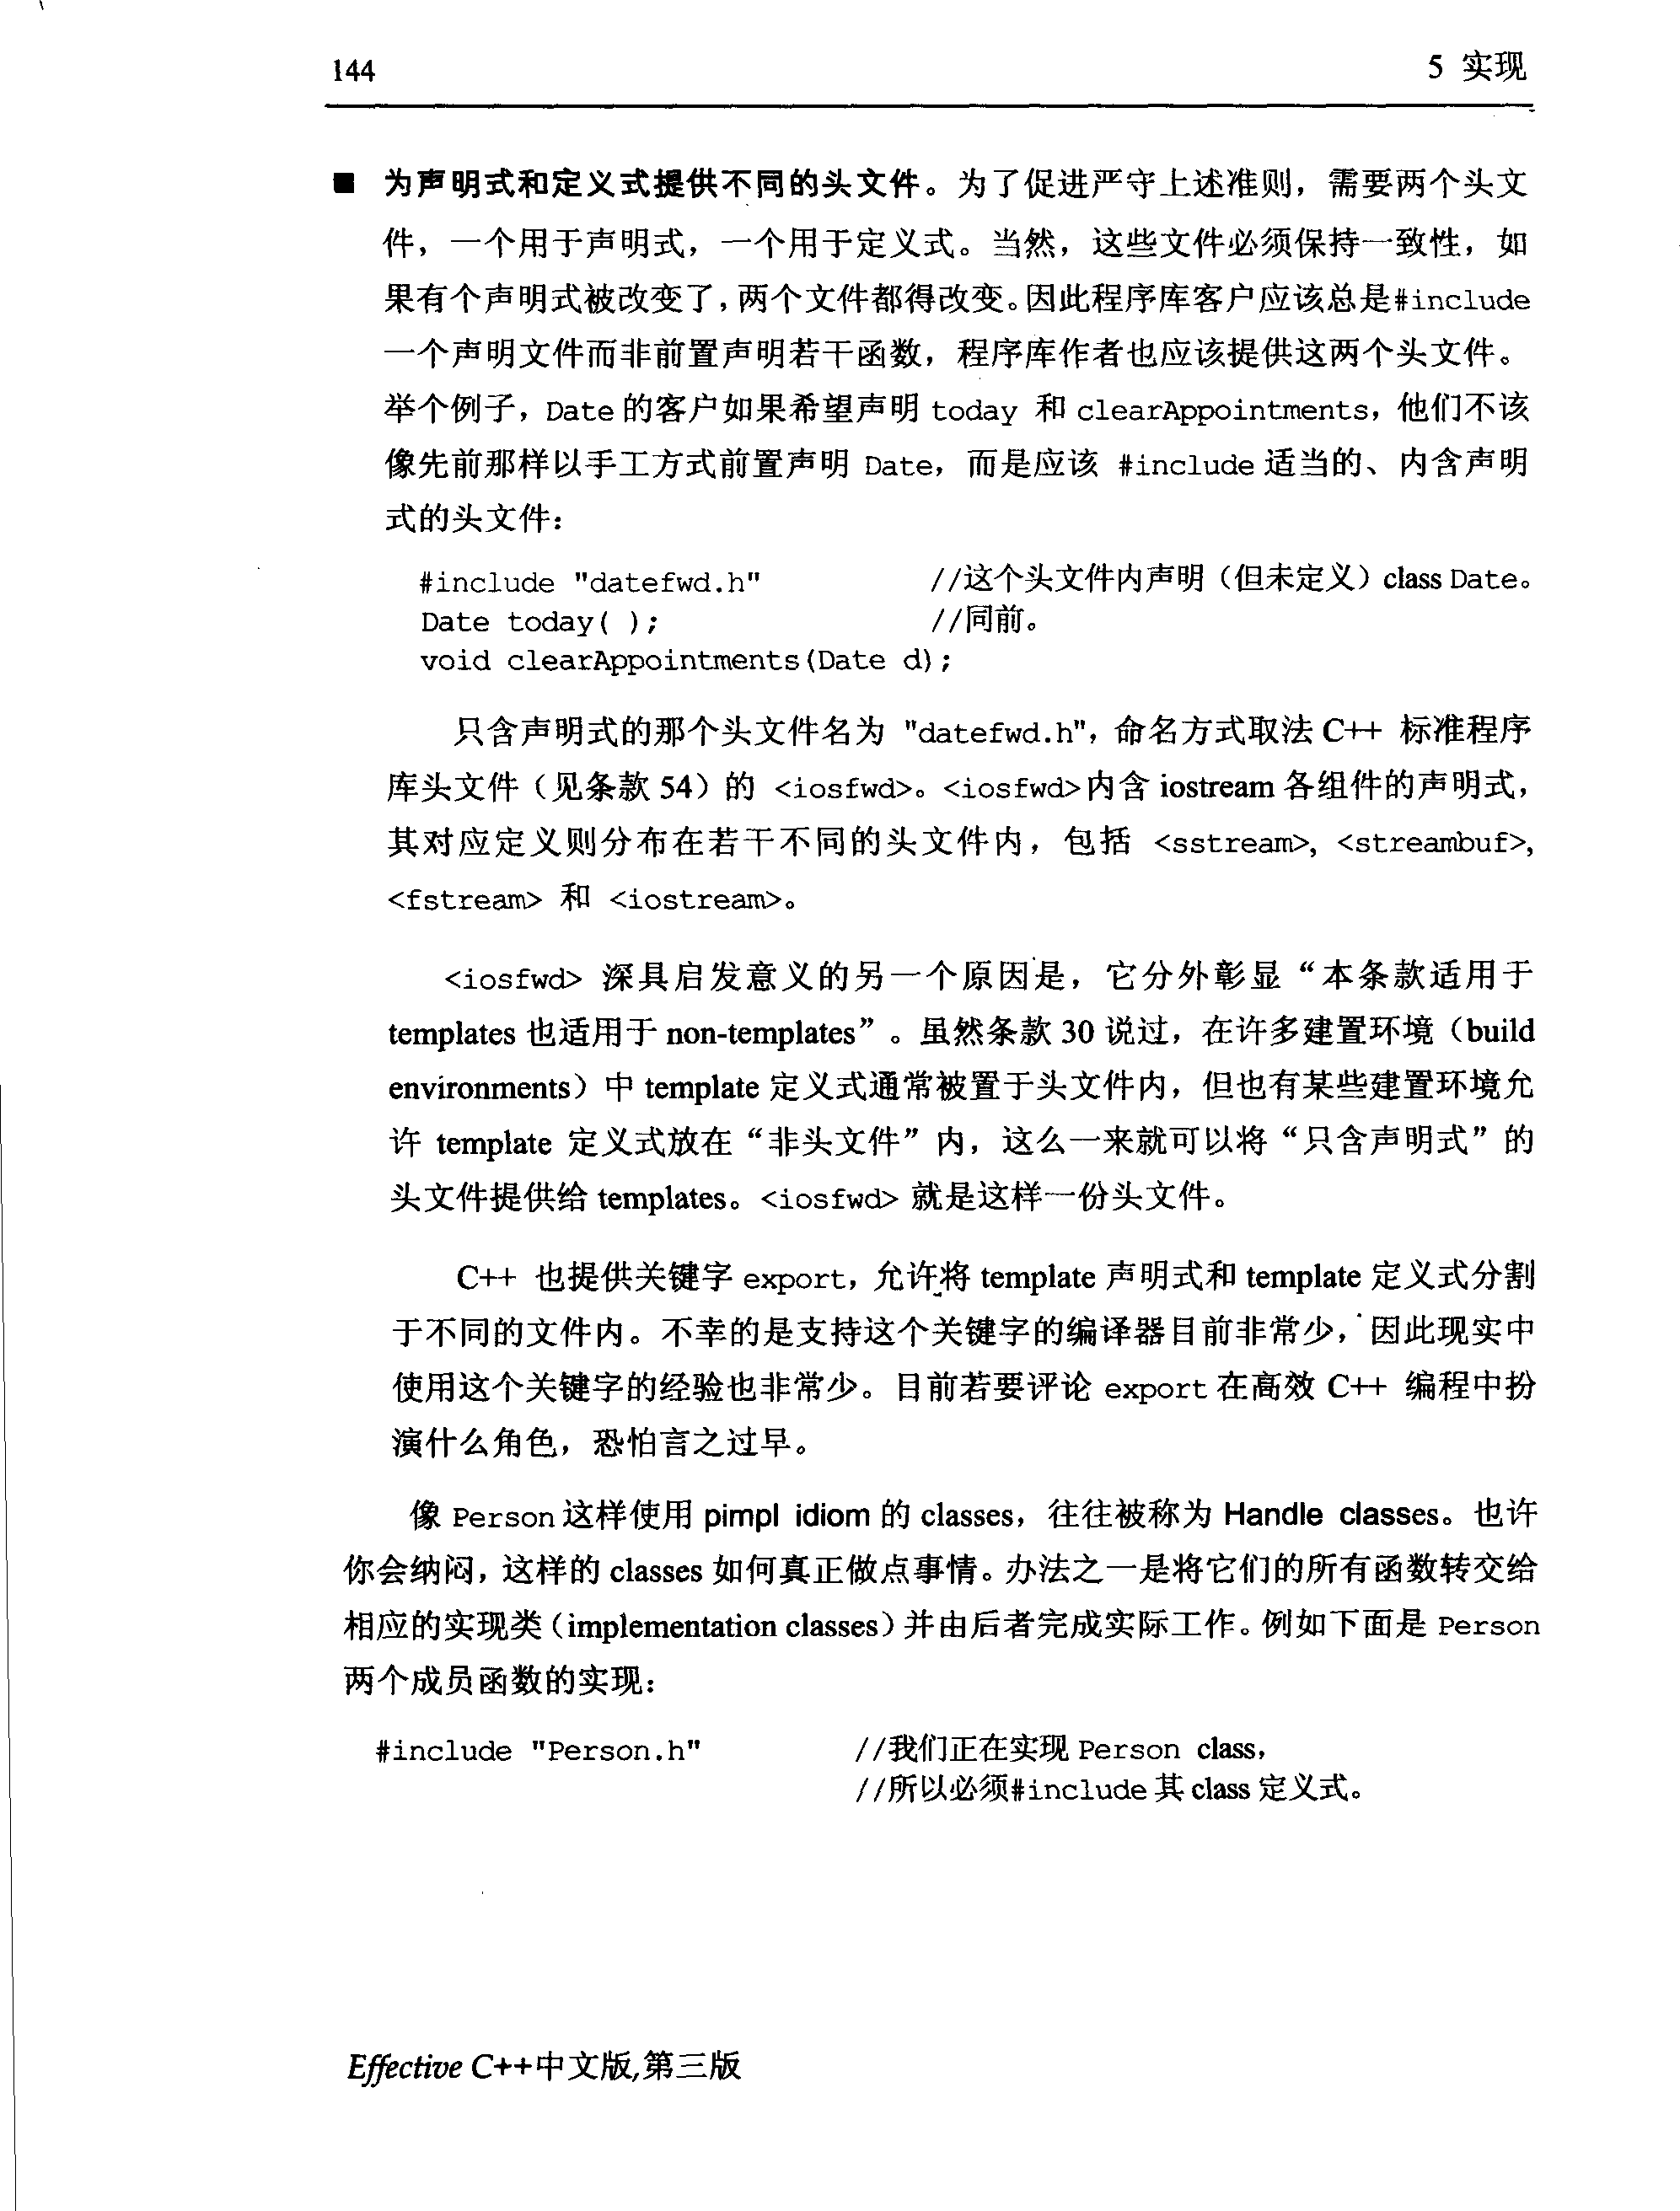 144
5 实现
■ 为声明式和定义式提供不同的头文件。为了促进严守上述准则，需要两个头文
件，一个用于声明式，一个用于定义式。当然，这些文件必须保持一致性，如
果有个声明式被改变了，两个文件都得改变。因此程序库客户应该总是#include
一个声明文件而非前置声明若干函数，程序库作者也应该提供这两个头文件。
举个例子，Date 的客户如果希望声明 today 和 clearAppointments，他们不该
像先前那样以手工方式前置声明 Date，而是应该 #include 适当的、内含声明
式的头文件：
#include "datefwd.h" //这个头文件内声明（但未定义）class Date。
Date today( ); //同前。
void clearAppointments(Date d);
只含声明式的那个头文件名为 "datefwd.h"，命名方式取法 C++ 标准程序
库头文件（见条款 54）的 <iosfwd>。<iosfwd>内含 iostream 各组件的声明式，
其对应定义则分布在若干不同的头文件内，包括 <sstream>, <streambuf>,
<fstream> 和 <iostream>。
<iosfwd> 深具启发意义的另一个原因是，它分外彰显“本条款适用于
templates 也适用于 non-templates”。虽然条款 30 说过，在许多建置环境（build
environments）中 template 定义式通常被置于头文件内，但也有某些建置环境允
许 template 定义式放在“非头文件”内，这么一来就可以将“只含声明式”的
头文件提供给 templates。<iosfwd> 就是这样一份头文件。
C++ 也提供关键字 export，允许将 template 声明式和 template 定义式分割
于不同的文件内。不幸的是支持这个关键字的编译器目前非常少，因此现实中
使用这个关键字的经验也非常少。目前若要评论 export 在高效 C++ 编程中扮
演什么角色，恐怕言之过早。
像 Person 这样使用 pimpl idiom 的 classes，往往被称为 Handle classes。也许
你会纳闷，这样的 classes 如何真正做点事情。办法之一是将它们的所有函数转交给
相应的实现类（implementation classes）并由后者完成实际工作。例如下面是 Person
两个成员函数的实现：
#include "Person.h" //我们正在实现 Person class，
//所以必须#include 其 class 定义式。
Effective C++中文版,第三版